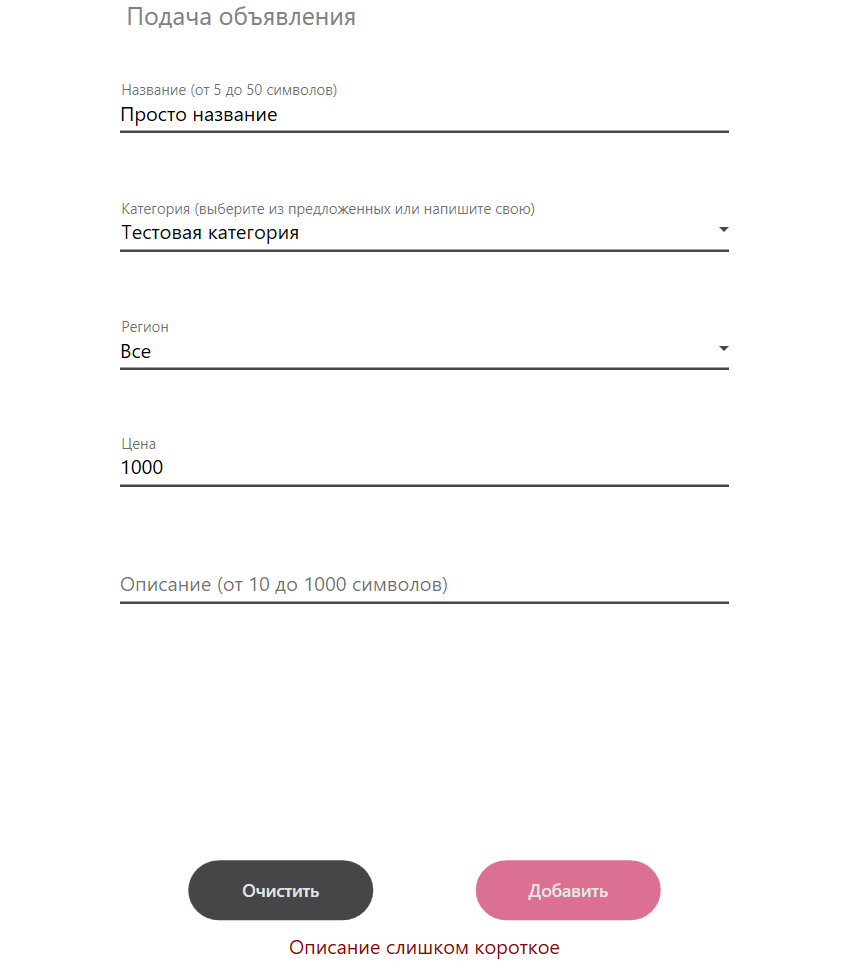 Подача объявления
Название (от 5 до 50 символов)
Просто название
Категория (выберите из предложенных или напишите свою)
Тестовая категория
Регион
Все
Цена
1000
Описание (от 10 до 1000 символов)
Очистить
Добавить
Описание слишком короткое